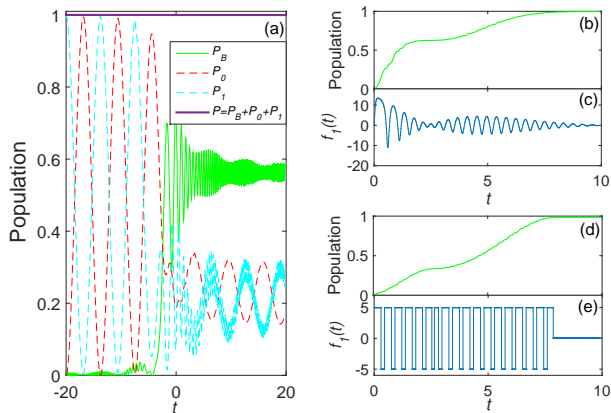 (a)
Population
1
0.8
0.6
0.4
0.2
0
-20
0
20
t
P_B
P_0
P_1
P=P_B+P_0+P_1
(b)
Population
1
0.5
0
(c)
f_1(t)
20
10
0
-10
0
5
10
t
(d)
Population
1
0.5
0
(e)
f_1(t)
5
0
-5
0
5
10
t